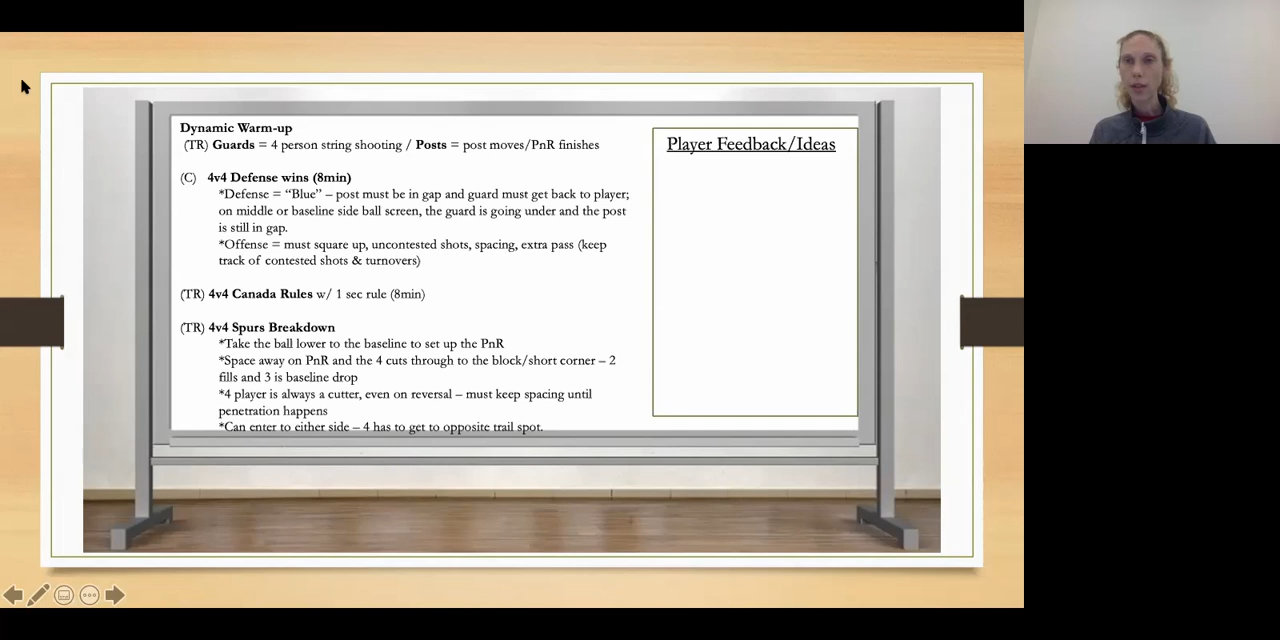 Dynamic Warm-up
(TR) Guards = 4 person string shooting / Posts = post moves/PnR finishes
(C) 4v4 Defense wins (8min)
*Defense = “Blue” – post must be in gap and guard must get back to player;
on middle or baseline side ball screen, the guard is going under and the post
is still in gap.
*Offense = must square up, uncontested shots, spacing, extra pass (keep
track of contested shots & turnovers)
(TR) 4v4 Canada Rules w/ 1 sec rule (8min)
(TR) 4v4 Spurs Breakdown
*Take the ball lower to the baseline to set up the PnR
*Space away on PnR and the 4 cuts through to the block/short corner – 2
fills and 3 is baseline drop
*4 player is always a cutter, even on reversal – must keep spacing until
penetration happens
*Can enter to either side – 4 has to get to opposite trail spot.
Player Feedback/Ideas